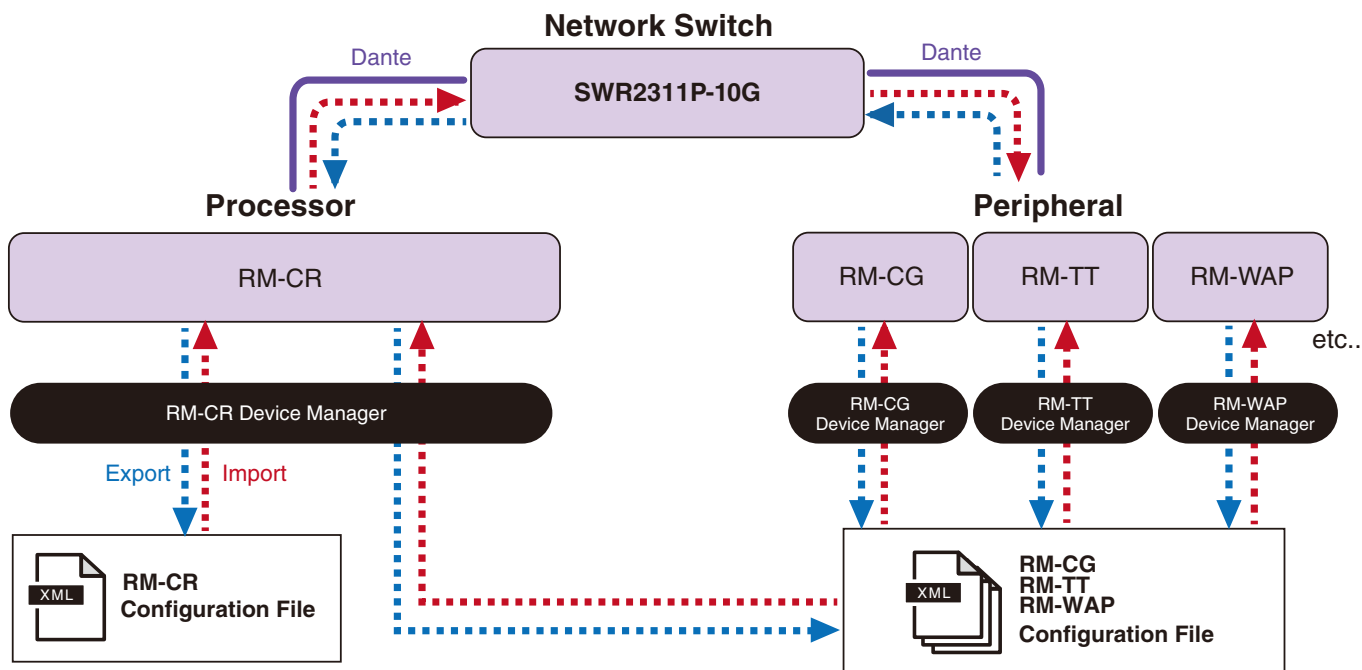 Network Switch
Dante
Dante
SWR2311P-10G
Processor
Peripheral
RM-CR
RM-CG
RM-TT
RM-WAP
etc..
RM-CR Device Manager
RM-CG
Device Manager
RM-TT
Device Manager
RM-WAP
Device Manager
Export
Import
XML
RM-CR
Configuration File
XML
RM-CG
RM-TT
RM-WAP
Configuration File